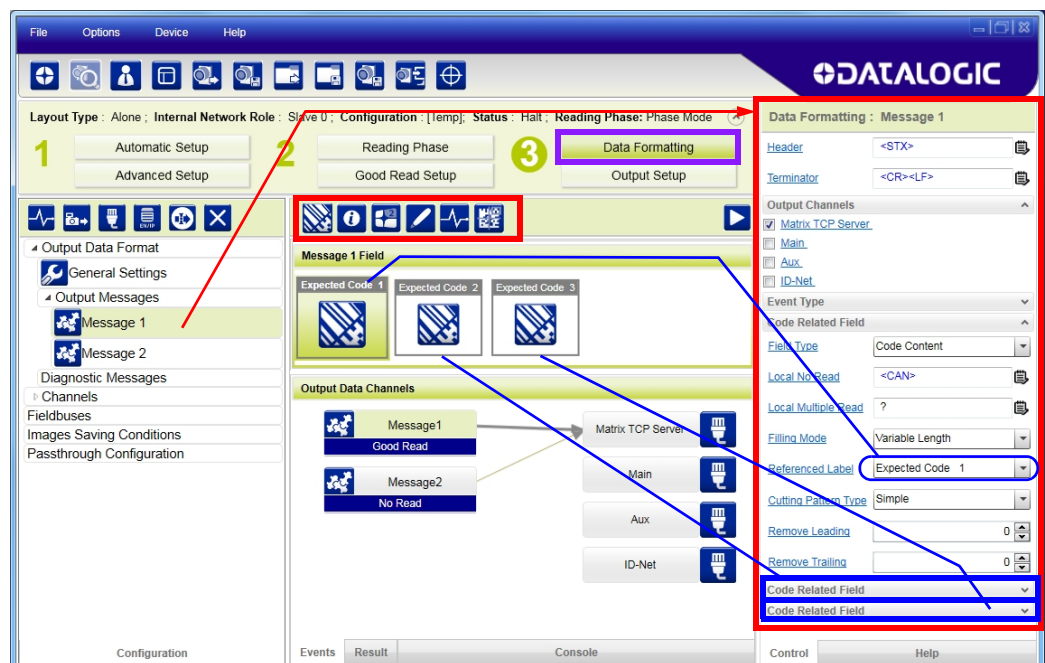 File Options Device Help
DATALOGIC
Layout Type : Alone ; Internal Network Role : Slave 0 ; Configuration : [Temp]; Status : Halt ; Reading Phase: Phase Mode
1 Automatic Setup 2 Reading Phase 3 Data Formatting
Advanced Setup Good Read Setup Output Setup
EN/IP
Output Data Format
General Settings
Output Messages
Message 1
Message 2
Diagnostic Messages
Channels
Fieldbuses
Images Saving Conditions
Passthrough Configuration
Configuration
Message 1 Field
Expected Code 1 Expected Code 2 Expected Code 3
Output Data Channels
Message1
Good Read
Message2
No Read
Matrix TCP Server
Main
Aux
ID-Net
Events Result Console
Data Formatting : Message 1
Header <STX>
Terminator <CR><LF>
Output Channels
Matrix TCP Server
Main
Aux
ID-Net
Event Type
Code Related Field
Field Type Code Content
Local No Read <CAN>
Local Multiple Read ?
Filling Mode Variable Length
Referenced Label Expected Code 1
Cutting Pattern Type Simple
Remove Leading 0
Remove Trailing 0
Code Related Field
Code Related Field
Control Help